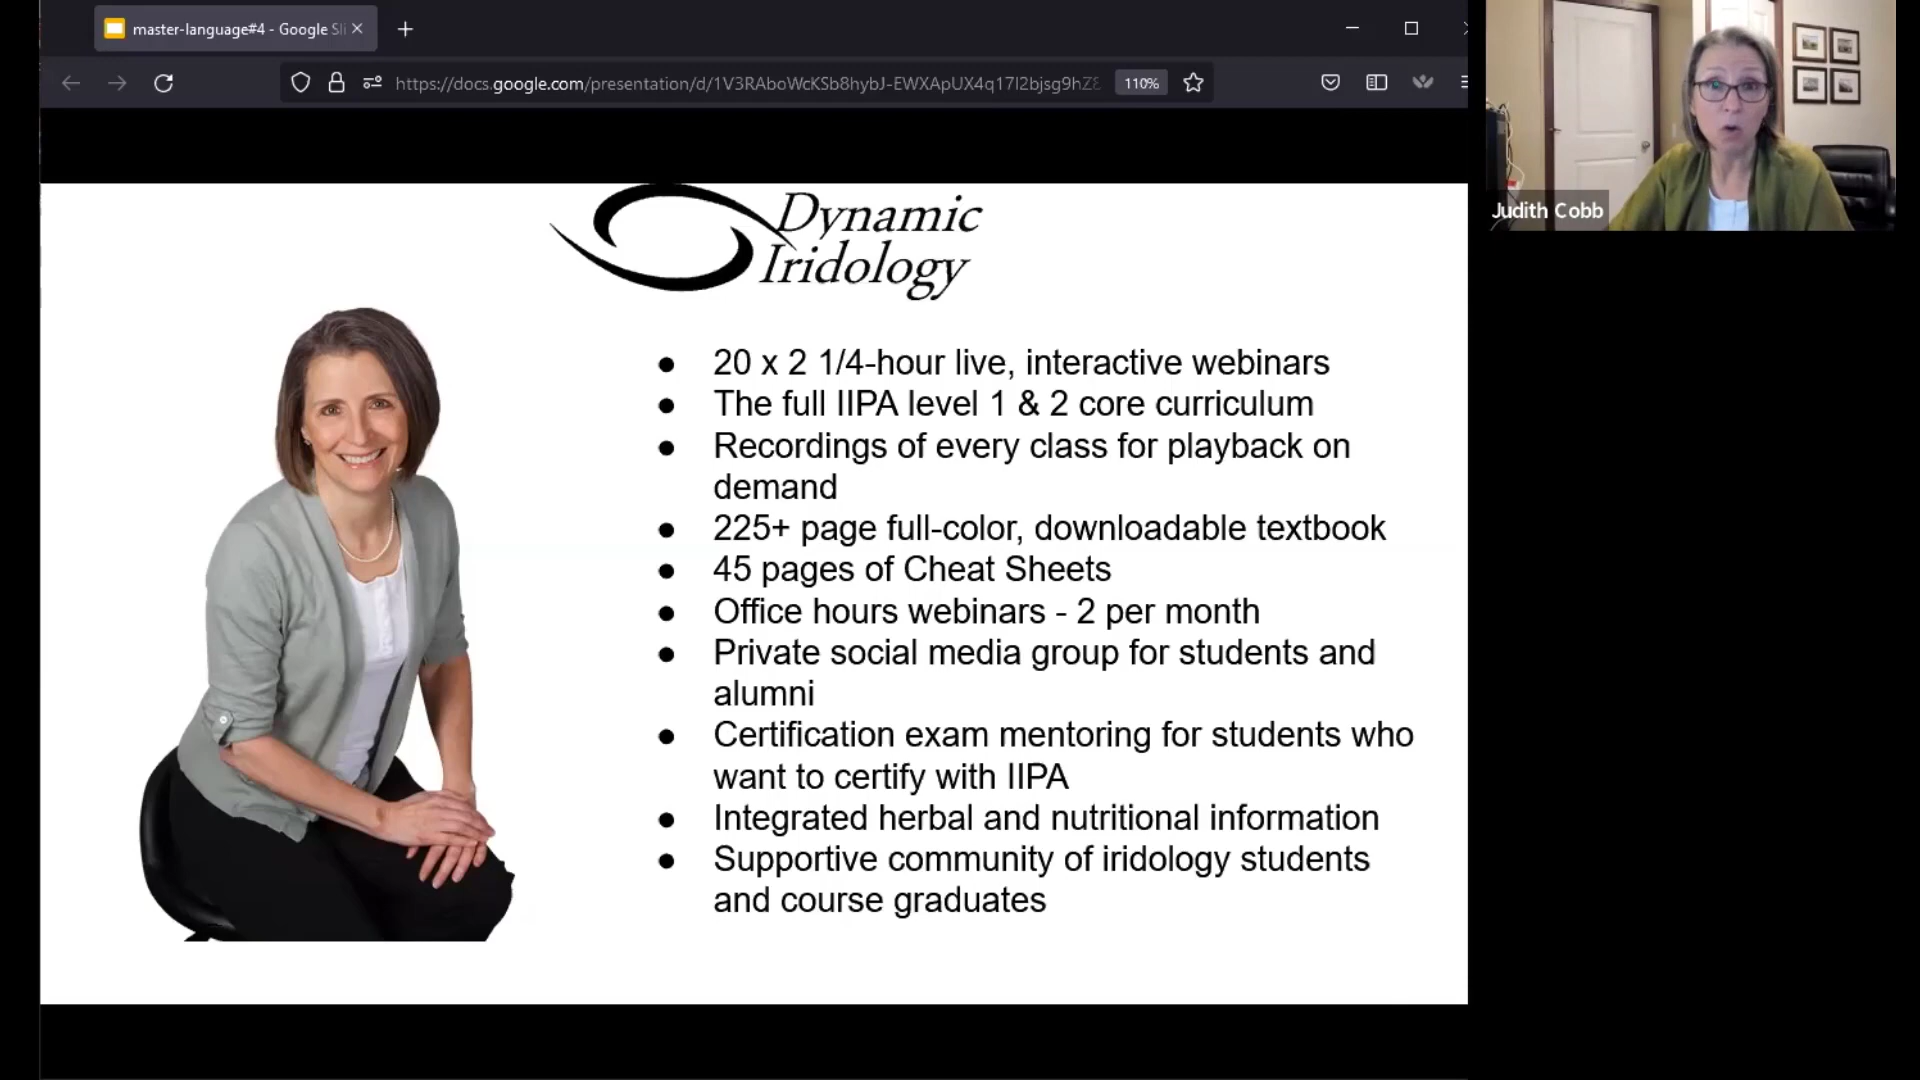 master-language#4 - Google Sli
https://docs.google.com/presentation/d/1V3RAboWcKSb8hybJ-EWXApUX4q17l2bjsg9hZ8
110%
Judith Cobb
Dynamic
Iridology
● 20 x 2 1/4-hour live, interactive webinars
● The full IIPA level 1 & 2 core curriculum
● Recordings of every class for playback on
demand
● 225+ page full-color, downloadable textbook
● 45 pages of Cheat Sheets
● Office hours webinars - 2 per month
● Private social media group for students and
alumni
● Certification exam mentoring for students who
want to certify with IIPA
● Integrated herbal and nutritional information
● Supportive community of iridology students
and course graduates